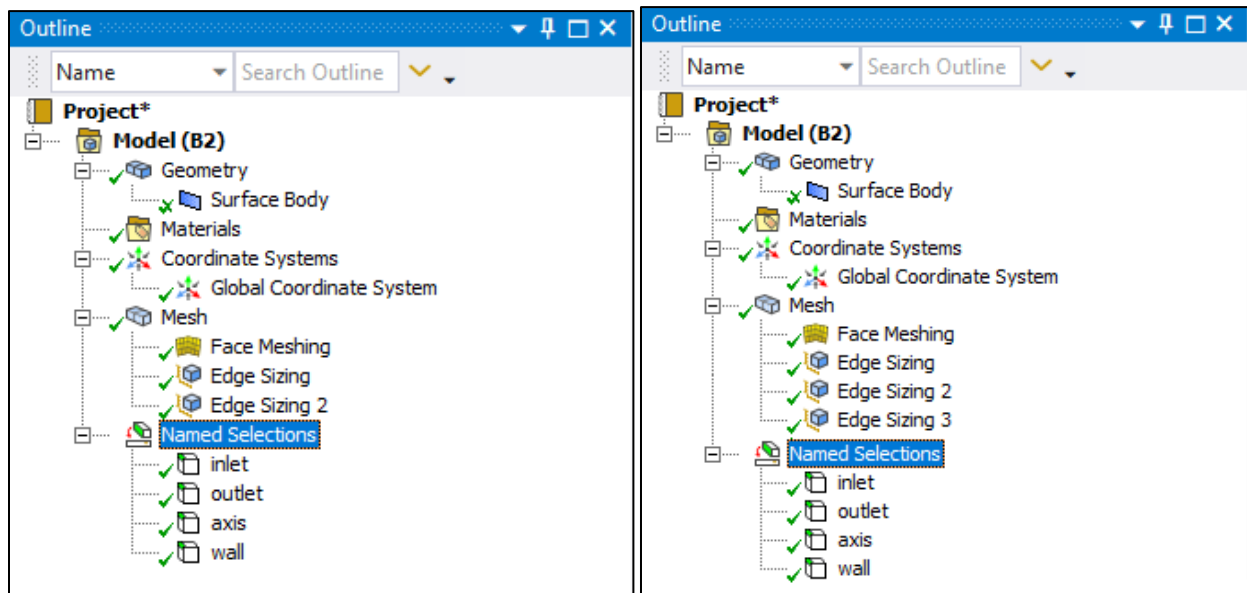 Outline
Name Search Outline
Project*
Model (B2)
Geometry
Surface Body
Materials
Coordinate Systems
Global Coordinate System
Mesh
Face Meshing
Edge Sizing
Edge Sizing 2
Named Selections
inlet
outlet
axis
wall
Outline
Name Search Outline
Project*
Model (B2)
Geometry
Surface Body
Materials
Coordinate Systems
Global Coordinate System
Mesh
Face Meshing
Edge Sizing
Edge Sizing 2
Edge Sizing 3
Named Selections
inlet
outlet
axis
wall